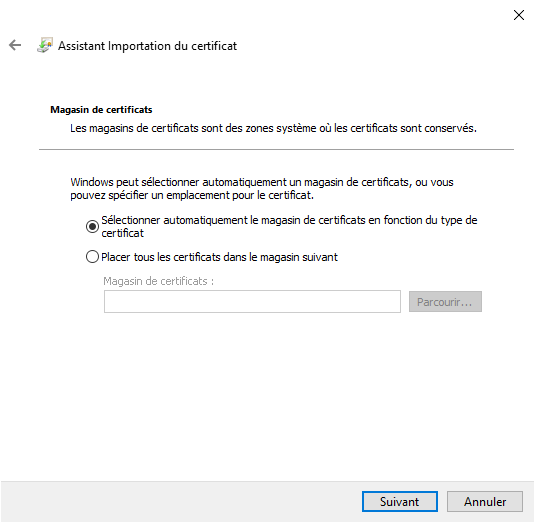 Assistant Importation du certificat
Magasin de certificats
Les magasins de certificats sont des zones système où les certificats sont conservés.
Windows peut sélectionner automatiquement un magasin de certificats, ou vous
pouvez spécifier un emplacement pour le certificat.
Sélectionner automatiquement le magasin de certificats en fonction du type de
certificat
Placer tous les certificats dans le magasin suivant
Magasin de certificats :
Parcourir...
Suivant
Annuler